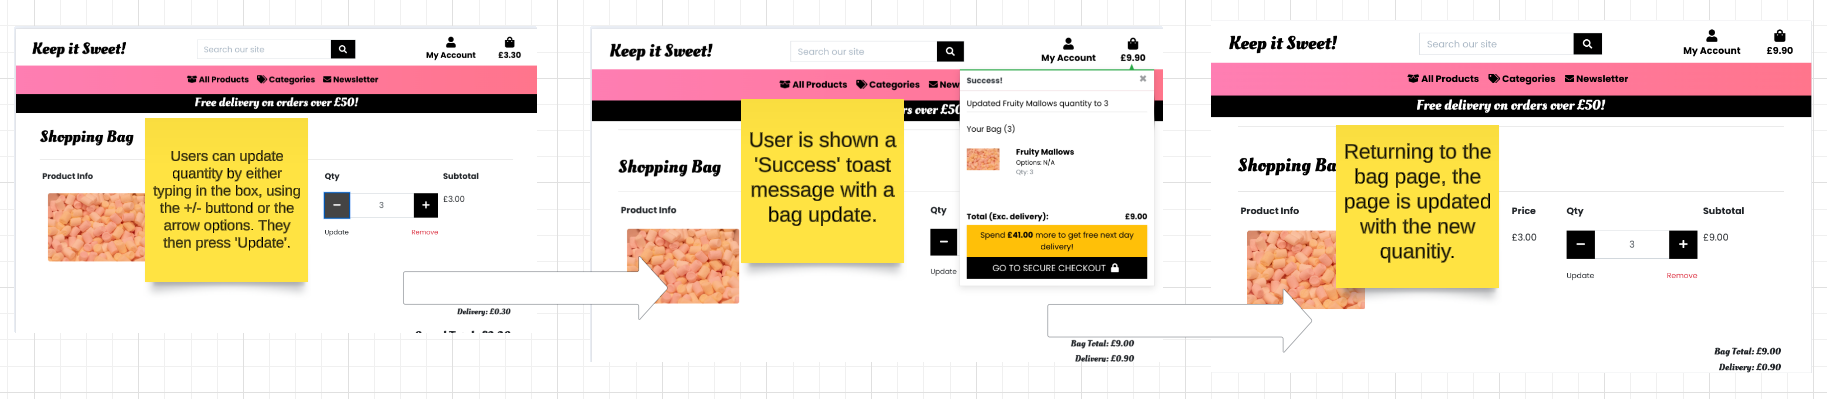 Keep it Sweet!
Search our site
My Account
£3.30
All Products
Categories
Newsletter
Free delivery on orders over £50!
Shopping Bag
Users can update
quantity by either
typing in the box, using
the +/- buttond or the
arrow options. They
then press 'Update'.
Product Info
Qty
Subtotal
−
3
+
£3.00
Update
Remove
Delivery: £0.30
Keep it Sweet!
Search our site
My Account
£9.90
All Products
Categories
New
rs over £50
Success!
×
Updated Fruity Mallows quantity to 3
Your Bag (3)
Fruity Mallows
Options: N/A
Qty: 3
Total (Exc. delivery):
£9.00
Spend £41.00 more to get free next day
delivery!
GO TO SECURE CHECKOUT
Shopping Bag
User is shown a
'Success' toast
message with a
bag update.
Product Info
Qty
−
Update
Bag Total: £9.00
Delivery: £0.90
Keep it Sweet!
Search our site
My Account
£9.90
All Products
Categories
Newsletter
Free delivery on orders over £50!
Shopping Ba
Returning to the
bag page, the
page is updated
with the new
quanitiy.
Product Info
Price
Qty
Subtotal
£3.00
−
3
+
£9.00
Update
Remove
Bag Total: £9.00
Delivery: £0.90